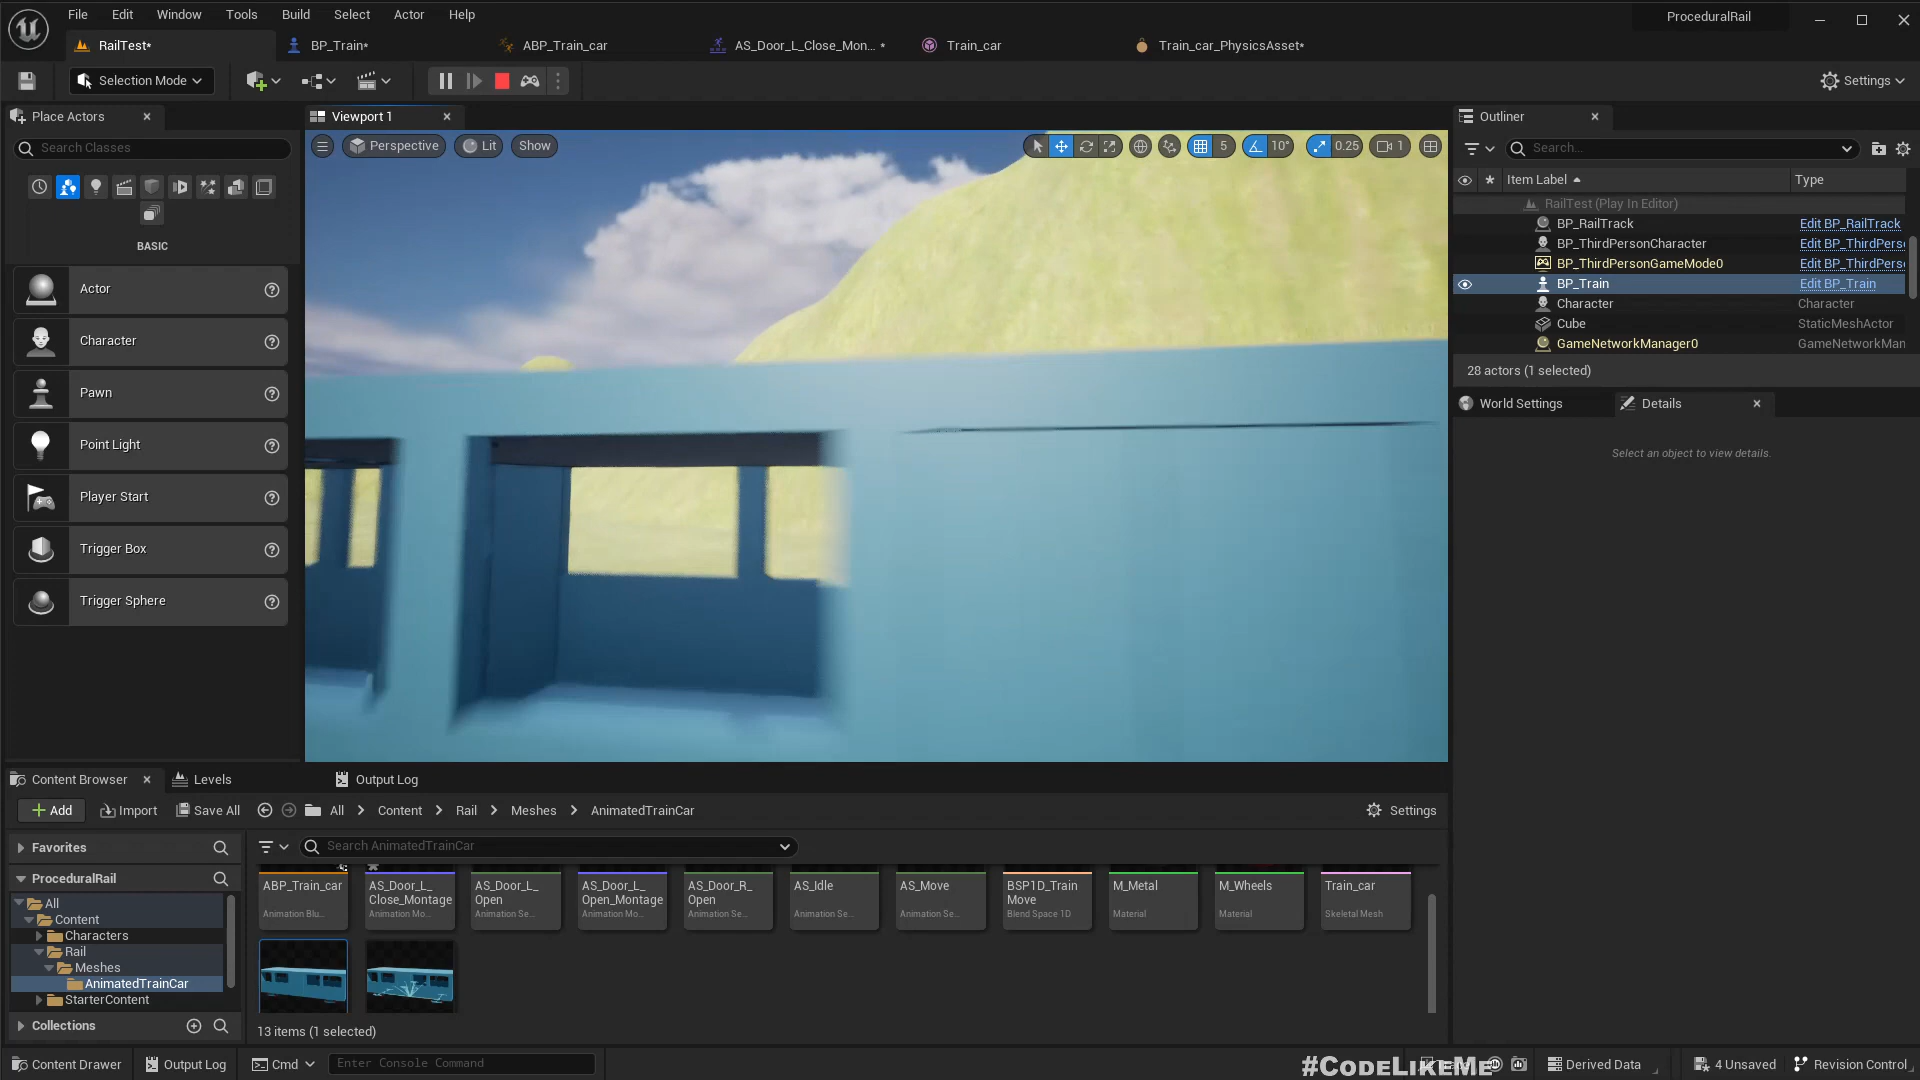 File Edit Window Tools Build Select Actor Help
ProceduralRail
RailTest*
BP_Train*
ABP_Train_car
AS_Door_L_Close_Mon... *
Train_car
Train_car_PhysicsAsset*
Selection Mode
Settings
Place Actors
Viewport 1
Outliner
Search Classes
Perspective
Lit
Show
5
10°
0.25
1
Search...
Item Label
Type
RailTest (Play In Editor)
BP_RailTrack
Edit BP_RailTrack
BP_ThirdPersonCharacter
Edit BP_ThirdPerso
BP_ThirdPersonGameMode0
Edit BP_ThirdPerso
BP_Train
Edit BP_Train
Character
Character
Cube
StaticMeshActor
GameNetworkManager0
GameNetworkMan
28 actors (1 selected)
BASIC
Actor
Character
Pawn
Point Light
Player Start
Trigger Box
Trigger Sphere
World Settings
Details
Select an object to view details.
Content Browser
Levels
Output Log
Add
Import
Save All
All
Content
Rail
Meshes
AnimatedTrainCar
Settings
Favorites
Search AnimatedTrainCar
ProceduralRail
All
Content
Characters
Rail
Meshes
AnimatedTrainCar
StarterContent
Collections
ABP_Train_car
Animation Blu...
AS_Door_L_
Close_Montage
Animation Mo...
AS_Door_L_
Open
Animation Se...
AS_Door_L_
Open_Montage
Animation Mo...
AS_Door_R_
Open
Animation Se...
AS_Idle
Animation Se...
AS_Move
Animation Se...
BSP1D_Train
Move
Blend Space 1D
M_Metal
Material
M_Wheels
Material
Train_car
Skeletal Mesh
13 items (1 selected)
Content Drawer
Output Log
Cmd
Enter Console Command
#CodeLikeMe
Derived Data
4 Unsaved
Revision Control